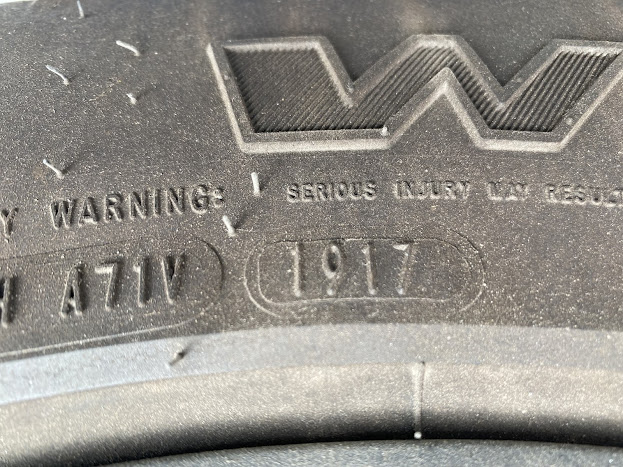 W
Y WARNING: SERIOUS INJURY MAY RESULT
A71V 1917